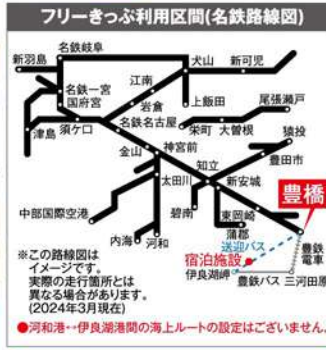 フリーきっぷ利用区間(名鉄路線図)
名鉄岐阜
新羽島
犬山 新可児
名鉄一宮
国府宮
江南
岩倉
上飯田
尾張瀬戸
津島
須ケ口
名鉄名古屋
栄町 大曽根
猿投
金山
神宮前
豊田市
太田川
知立
新安城
豊橋
中部国際空港
碧南
東岡崎
蒲郡
内海
河和
送迎バス
宿泊施設
伊良湖岬
豊鉄
電車
豊鉄バス 三河田原
※この路線図は
イメージです。
実際の走行箇所とは
異なる場合があります。
(2024年3月現在)
●河和港↔伊良湖港間の海上ルートの設定はございません。